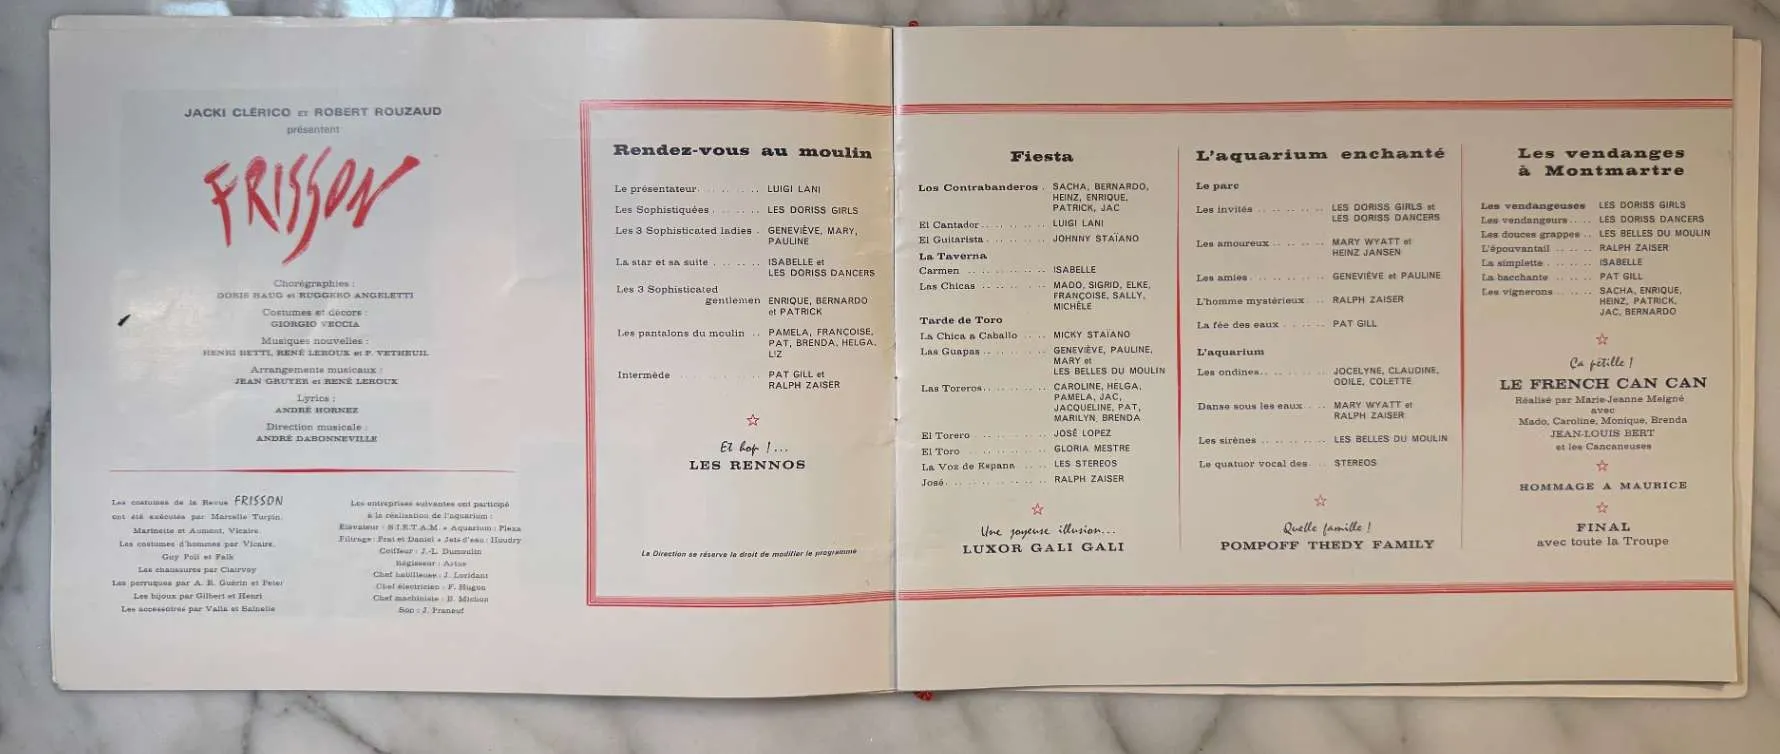 JACKI CLÉRICO ET ROBERT ROUZAUD
présentent
FRISSON
Chorégraphies :
DORIS HAUG et RUGGERO ANGELETTI
Costumes et décors :
GIORGIO VECCIA
Musiques nouvelles :
HENRI BETTI, RENÉ LEROUX et P. VETHEUIL
Arrangements musicaux :
JEAN GRUYER et RENÉ LEROUX
Lyrics :
ANDRÉ HORNEZ
Direction musicale :
ANDRÉ DABONNEVILLE
Les costumes de la Revue FRISSON
ont été exécutés par Marcelle Turpin,
Marinette et Aumont, Vicaire.
Les costumes d'hommes par Vicaire,
Guy Poli et Falk
Les chaussures par Clairvoy
Les perruques par A. B. Guérin et Peter
Les bijoux par Gilbert et Henri
Les accessoires par Valla et Sainelle
Les entreprises suivantes ont participé
à la réalisation de l'aquarium :
Elévateur : S.I.E.T.A.M. • Aquarium : Plexa
Filtrage : Prat et Daniel • Jets d'eau : Houdry
Coiffeur : J.-L. Dumoulin
Régisseur : Artus
Chef habilleuse : J. Loridant
Chef électricien : F. Hugon
Chef machiniste : B. Michon
Son : J. Praneuf
Rendez-vous au moulin
Le présentateur . . . . . . . LUIGI LANI
Les Sophistiquées . . . . . . . LES DORISS GIRLS
Les 3 Sophisticated ladies . GENEVIÈVE, MARY,
PAULINE
La star et sa suite . . . . . . . ISABELLE et
LES DORISS DANCERS
Les 3 Sophisticated
gentlemen ENRIQUE, BERNARDO
et PATRICK
Les pantalons du moulin . . PAMELA, FRANÇOISE,
PAT, BRENDA, HELGA,
LIZ
Intermède . . . . . . . . . . . PAT GILL et
RALPH ZAISER
Et hop !...
LES RENNOS
La Direction se réserve le droit de modifier le programme
Fiesta
Los Contrabanderos . SACHA, BERNARDO,
HEINZ, ENRIQUE,
PATRICK, JAC
El Cantador . . . . . . . . . LUIGI LANI
El Guitarista . . . . . . . . . JOHNNY STAÏANO
La Taverna
Carmen . . . . . . . . . . . ISABELLE
Las Chicas . . . . . . . . . . MADO, SIGRID, ELKE,
FRANÇOISE, SALLY,
MICHÈLE
Tarde de Toro
La Chica a Caballo . . . . MICKY STAÏANO
Las Guapas . . . . . . . . . GENEVIÈVE, PAULINE,
MARY et
LES BELLES DU MOULIN
Las Toreros . . . . . . . . . CAROLINE, HELGA,
PAMELA, JAC,
JACQUELINE, PAT,
MARILYN, BRENDA
El Torero . . . . . . . . . . JOSÉ LOPEZ
El Toro . . . . . . . . . . . GLORIA MESTRE
La Voz de Espana . . . . LES STEREOS
José . . . . . . . . . . . . . . RALPH ZAISER
Une joyeuse illusion...
LUXOR GALI GALI
L'aquarium enchanté
Le parc
Les invités . . . . . . . . . LES DORISS GIRLS et
LES DORISS DANCERS
Les amoureux . . . . . . . MARY WYATT et
HEINZ JANSEN
Les amies . . . . . . . . . . GENEVIÈVE et PAULINE
L'homme mystérieux . . . RALPH ZAISER
La fée des eaux . . . . . . PAT GILL
L'aquarium
Les ondines . . . . . . . . . JOCELYNE, CLAUDINE,
ODILE, COLETTE
Danse sous les eaux . . . MARY WYATT et
RALPH ZAISER
Les sirènes . . . . . . . . . LES BELLES DU MOULIN
Le quatuor vocal des . . STEREOS
Quelle famille !
POMPOFF THEDY FAMILY
Les vendanges
à Montmartre
Les vendangeuses LES DORISS GIRLS
Les vendangeurs . . . . LES DORISS DANCERS
Les douces grappes . . LES BELLES DU MOULIN
L'épouvantail . . . . . . RALPH ZAISER
La simplette . . . . . . . . ISABELLE
La bacchante . . . . . . . PAT GILL
Les vignerons . . . . . . . SACHA, ENRIQUE,
HEINZ, PATRICK,
JAC, BERNARDO
Ça pétille !
LE FRENCH CAN CAN
Réalisé par Marie-Jeanne Meigné
avec
Mado, Caroline, Monique, Brenda
JEAN-LOUIS BERT
et les Cancaneuses
HOMMAGE A MAURICE
FINAL
avec toute la Troupe